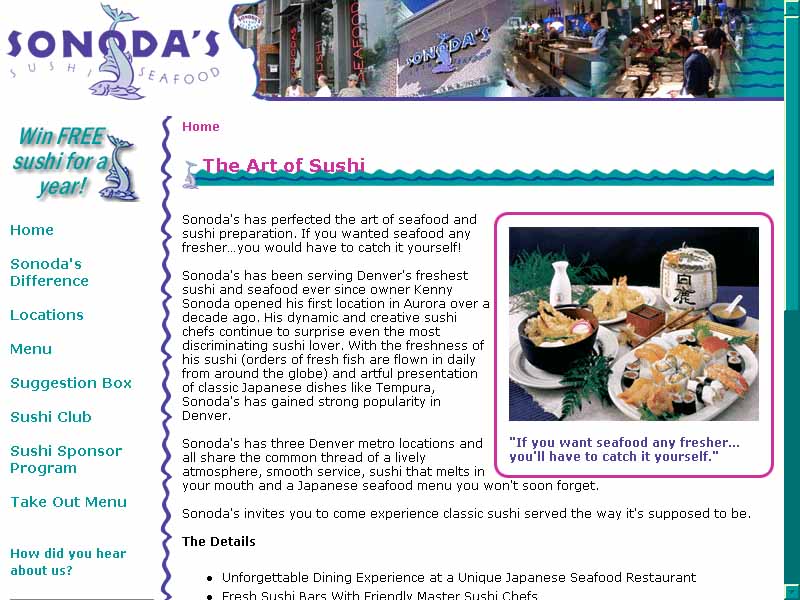 SONODA'S
SUSHI SEAFOOD
Win FREE
sushi for a
year!
Home
Sonoda's
Difference
Locations
Menu
Suggestion Box
Sushi Club
Sushi Sponsor
Program
Take Out Menu
How did you hear
about us?
Home
The Art of Sushi
Sonoda's has perfected the art of seafood and
sushi preparation. If you wanted seafood any
fresher...you would have to catch it yourself!
Sonoda's has been serving Denver's freshest
sushi and seafood ever since owner Kenny
Sonoda opened his first location in Aurora over a
decade ago. His dynamic and creative sushi
chefs continue to surprise even the most
discriminating sushi lover. With the freshness of
his sushi (orders of fresh fish are flown in daily
from around the globe) and artful presentation
of classic Japanese dishes like Tempura,
Sonoda's has gained strong popularity in
Denver.
Sonoda's has three Denver metro locations and
all share the common thread of a lively
atmosphere, smooth service, sushi that melts in
your mouth and a Japanese seafood menu you won't soon forget.
白鹿
"If you want seafood any fresher...
you'll have to catch it yourself."
Sonoda's invites you to come experience classic sushi served the way it's supposed to be.
The Details
• Unforgettable Dining Experience at a Unique Japanese Seafood Restaurant
• Fresh Sushi Bars With Friendly Master Sushi Chefs